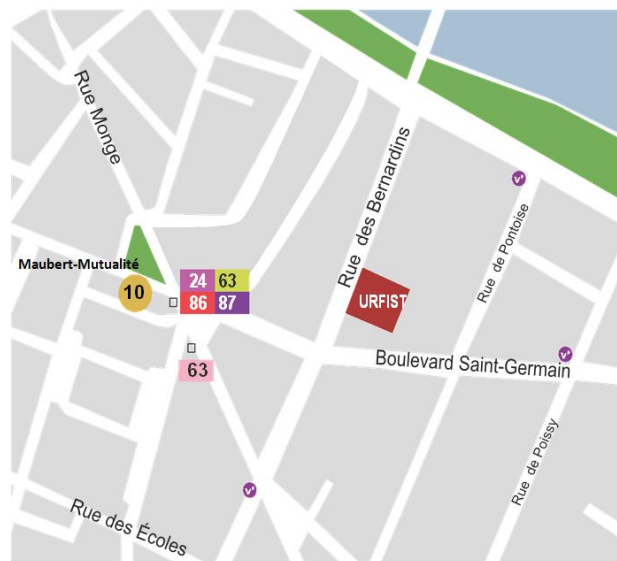 Rue Monge
Rue des Bernardins
Rue de Pontoise
Maubert-Mutualité
10
24 63
86 87
URFIST
Boulevard Saint-Germain
63
Rue de Poissy
Rue des Écoles
v'
v'
v'